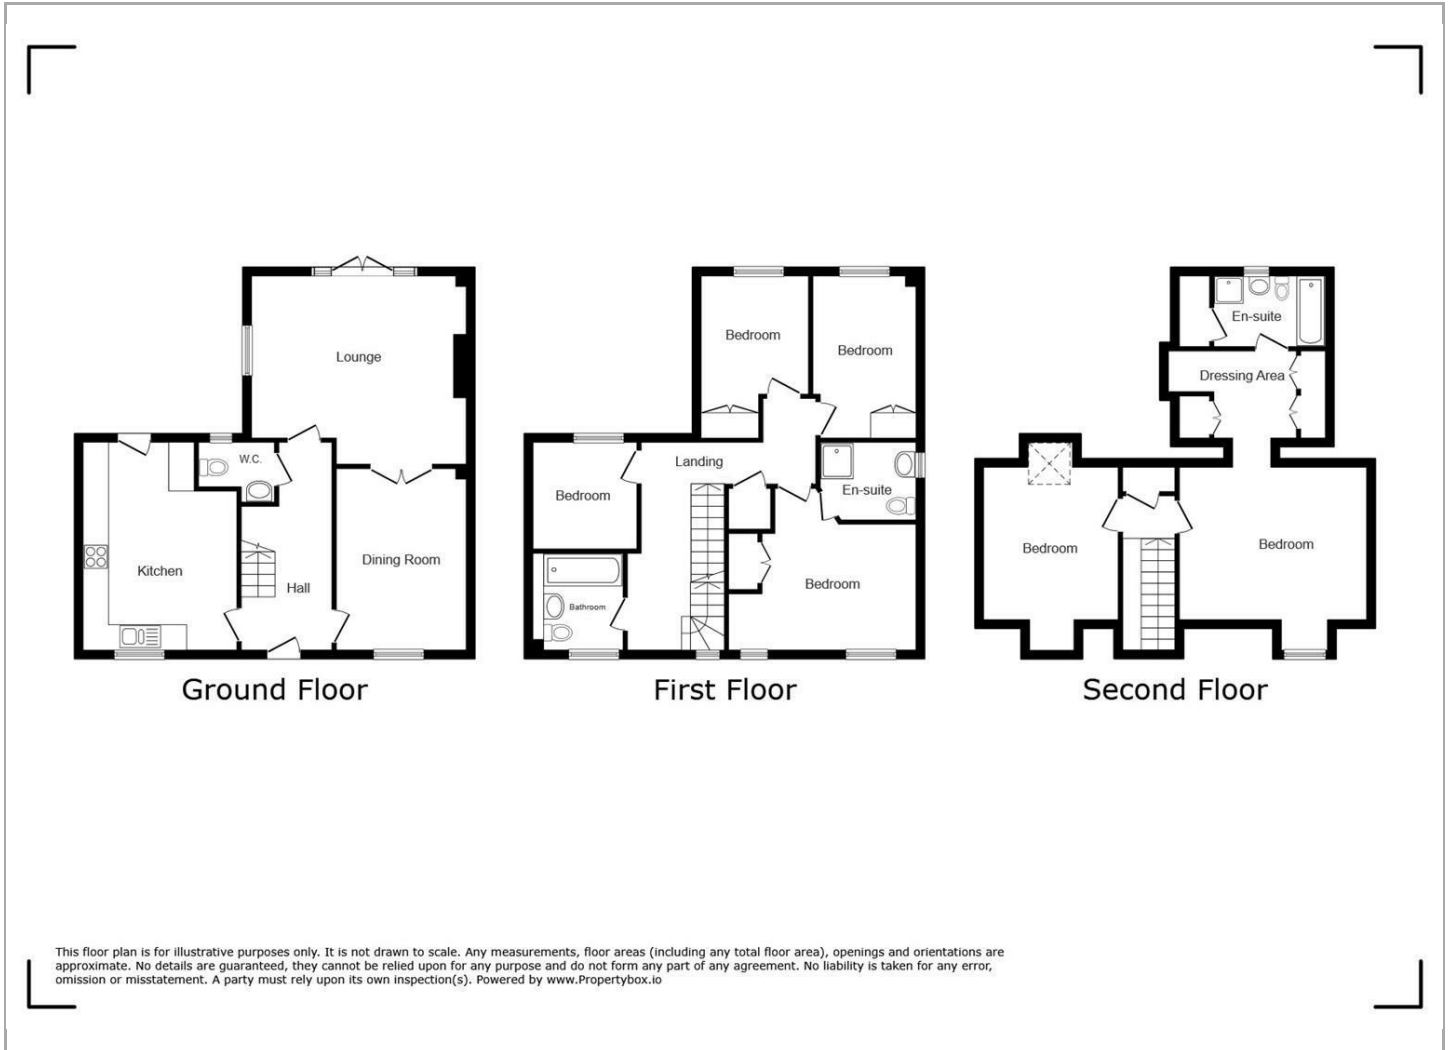 Lounge
W.C.
Kitchen
Hall
Dining Room
Ground Floor
Bedroom
Bedroom
Landing
Bedroom
En-suite
Bedroom
Bathroom
First Floor
En-suite
Dressing Area
Bedroom
Bedroom
Second Floor
This floor plan is for illustrative purposes only. It is not drawn to scale. Any measurements, floor areas (including any total floor area), openings and orientations are
approximate. No details are guaranteed, they cannot be relied upon for any purpose and do not form any part of any agreement. No liability is taken for any error,
omission or misstatement. A party must rely upon its own inspection(s). Powered by www.Propertybox.io